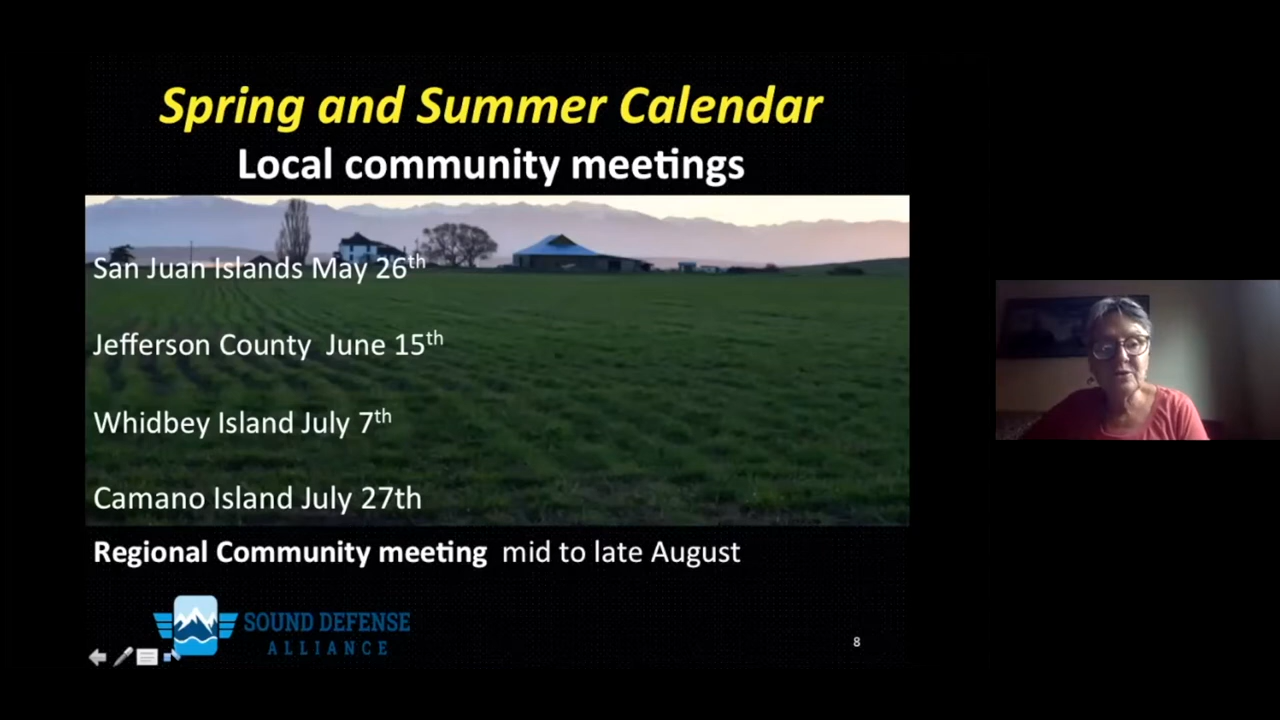 Spring and Summer Calendar
Local community meetings
San Juan Islands May 26th
Jefferson County  June 15th
Whidbey Island July 7th
Camano Island July 27th
Regional Community meeting  mid to late August
SOUND DEFENSE
ALLIANCE
8